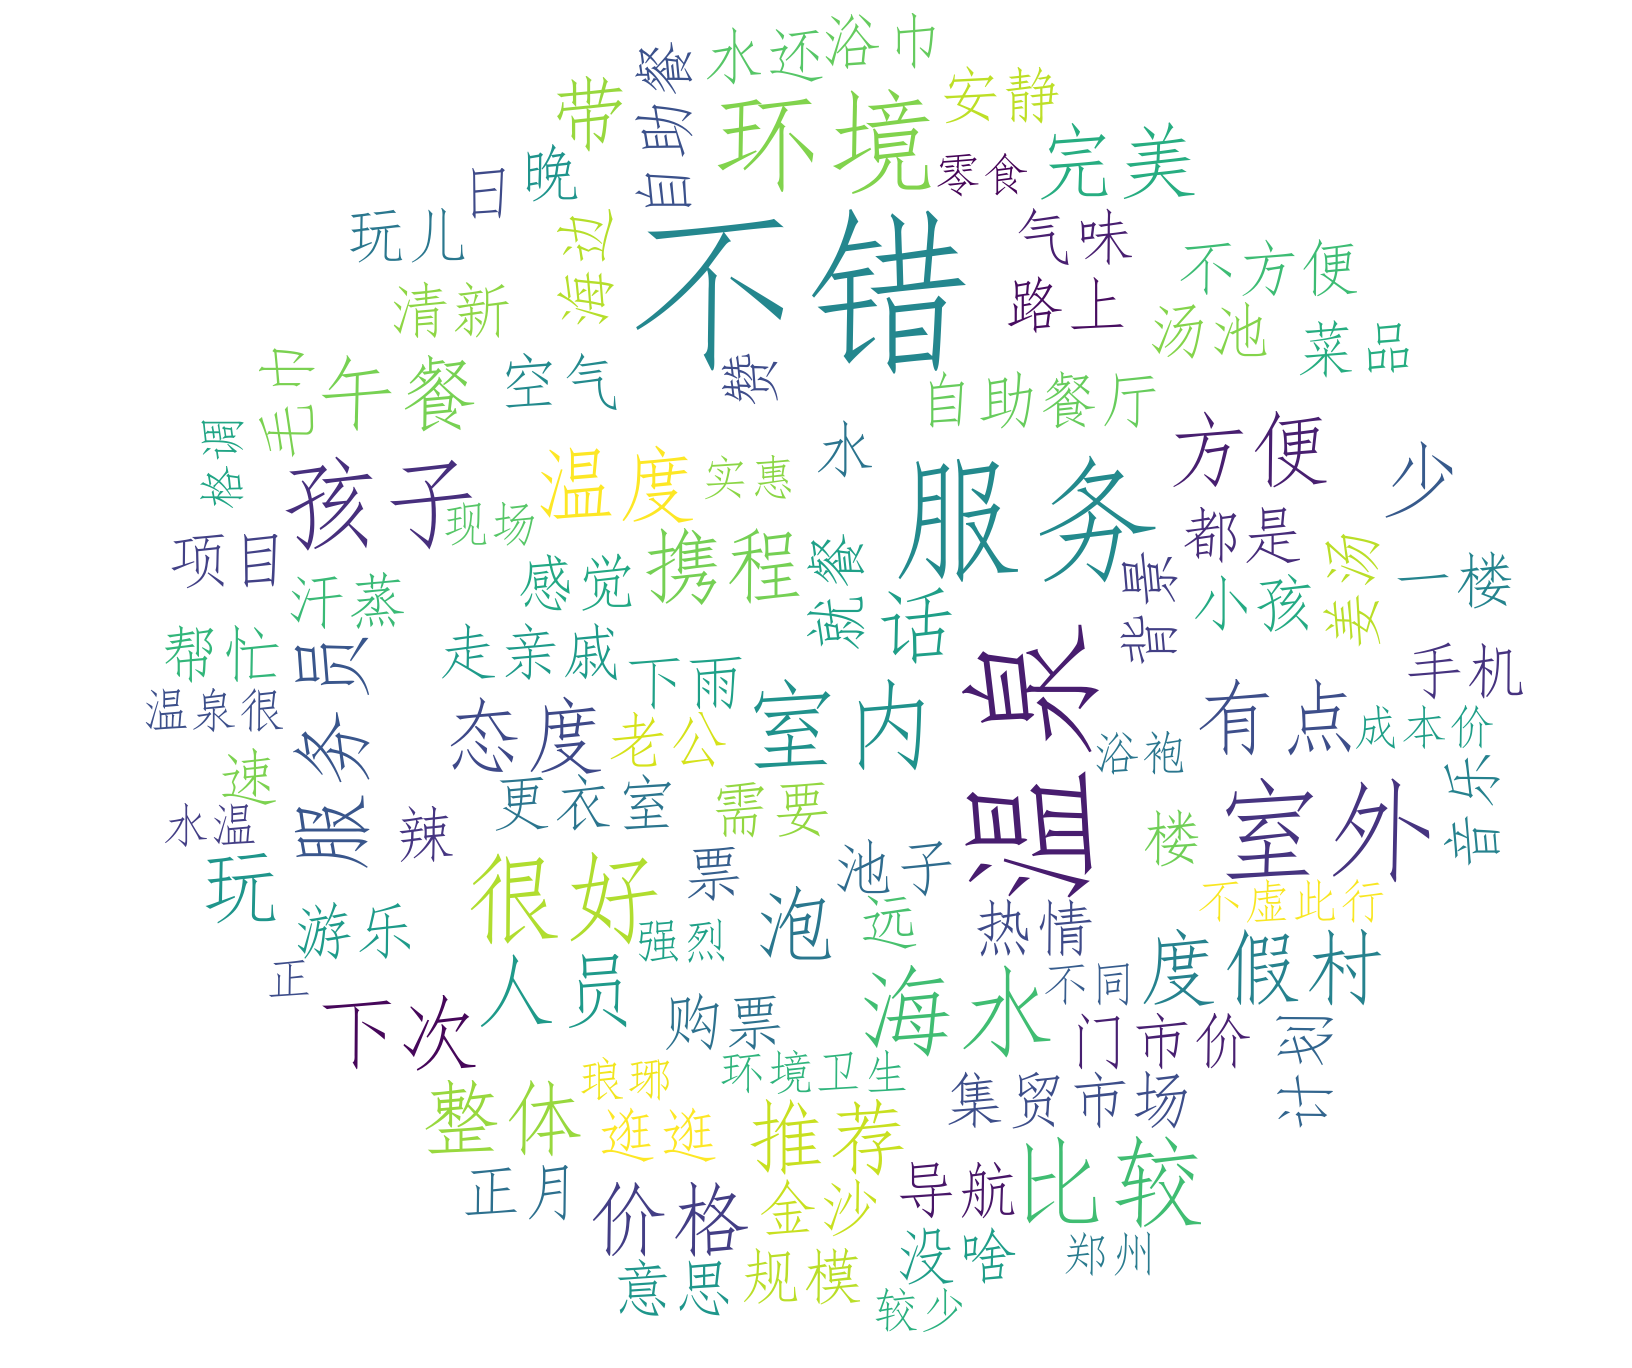 水还
浴巾
自助餐
带
环境
安静
零食
完美
晚
日
玩儿
海边
不错
气味
路上
不方便
清新
汤池
菜品
毛巾
午餐
空气
赞
自助餐厅
格调
孩子
温度
实惠
水
服务
方便
少
现场
项目
汗蒸
感觉
携程
就餐
话
都是
背景
小孩
姜汤
一楼
帮忙
服务员
走亲戚
下雨
室内
温泉
手机
温泉很
态度
老公
有点
成本价
浴袍
速
更衣室
需要
室外
音乐
水温
辣
楼
玩
很好
票
池子
不虚此行
游乐
强烈
泡
远
热情
正
人员
海水
不同
度假村
下次
购票
门市价
计划
琅琊
环境卫生
集贸市场
整体
逛逛
推荐
比较
正月
价格
金沙
导航
意思
规模
没啥
郑州
较少